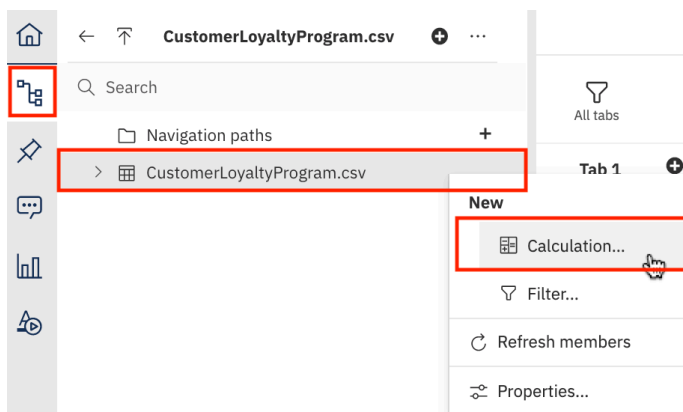 CustomerLoyaltyProgram.csv
Search
All tabs
Navigation paths
Tab 1
CustomerLoyaltyProgram.csv
New
Calculation...
Filter...
Refresh members
Properties...